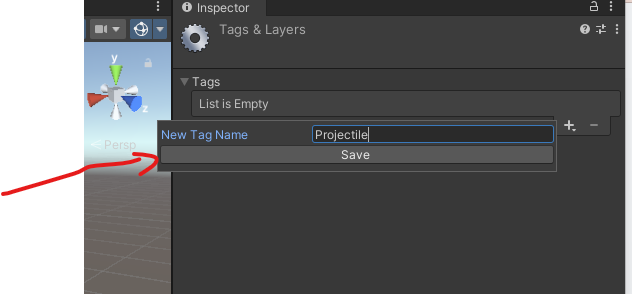 Inspector
Tags & Layers
y
z
Persp
Tags
List is Empty
New Tag Name Projectile
Save